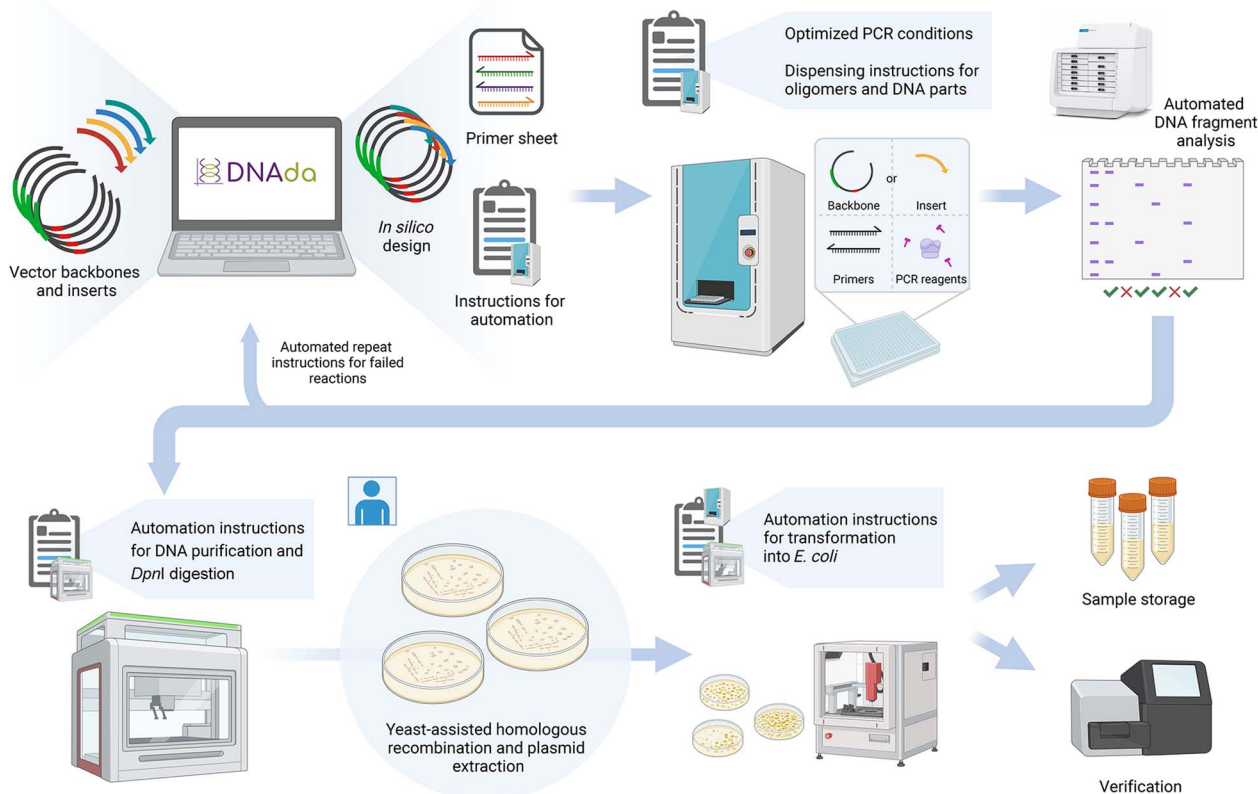 DNAda
Vector backbones
and inserts
In silico
design
Primer sheet
Instructions for
automation
Optimized PCR conditions
Dispensing instructions for
oligomers and DNA parts
Backbone
or
Insert
Primers
PCR reagents
Automated
DNA fragment
analysis
Automated repeat
instructions for failed
reactions
Automation instructions
for DNA purification and
DpnI digestion
Yeast-assisted homologous
recombination and plasmid
extraction
Automation instructions
for transformation
into E. coli
Sample storage
Verification